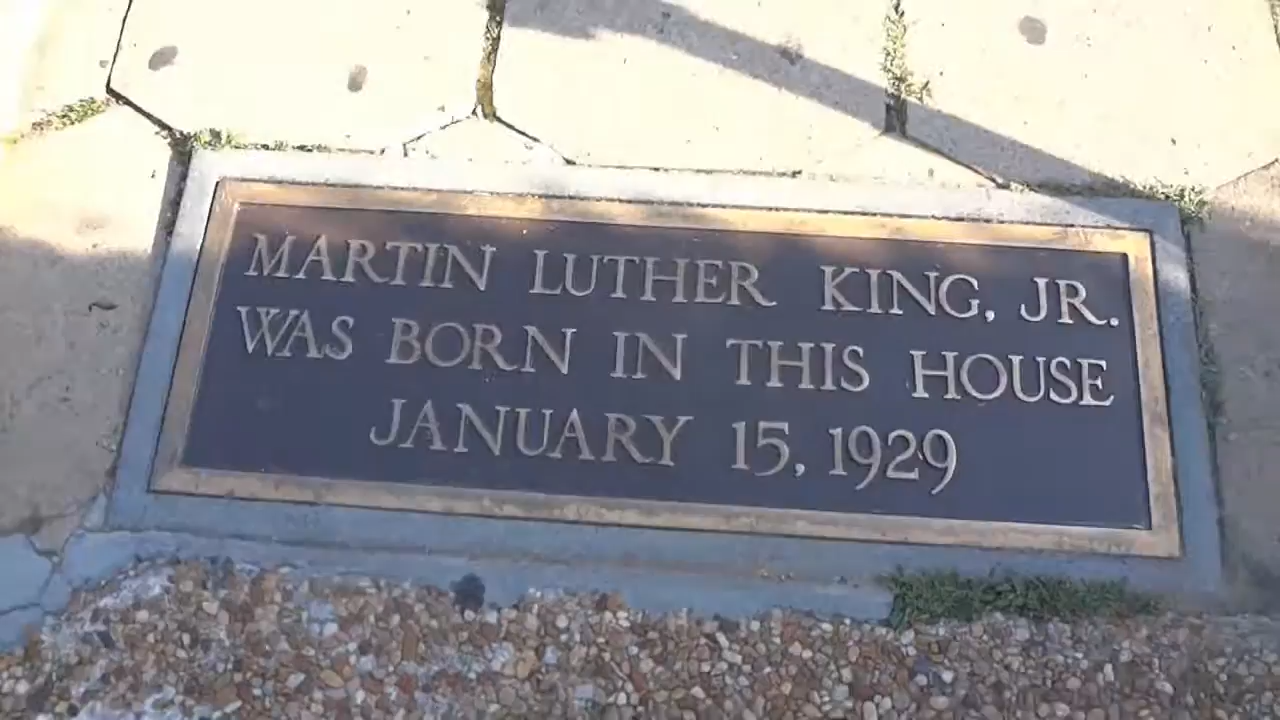 MARTIN LUTHER KING, JR.
WAS BORN IN THIS HOUSE
JANUARY 15, 1929